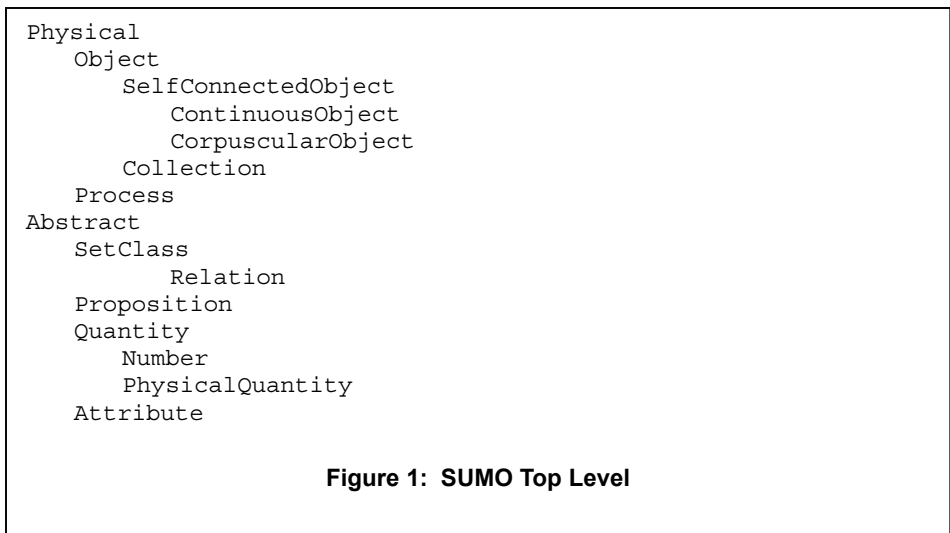 Physical
Object
SelfConnectedObject
ContinuousObject
CorpuscularObject
Collection
Process
Abstract
SetClass
Relation
Proposition
Quantity
Number
PhysicalQuantity
Attribute
Figure 1: SUMO Top Level